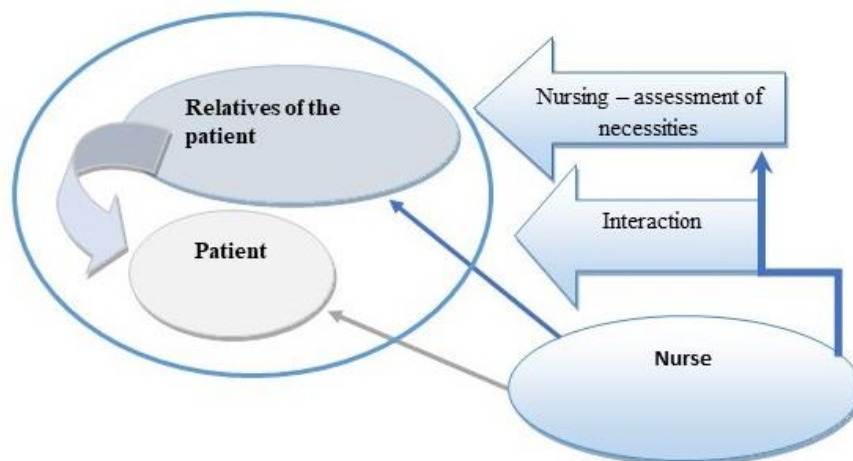 Relatives of the
patient
Nursing – assessment of
necessities
Interaction
Patient
Nurse